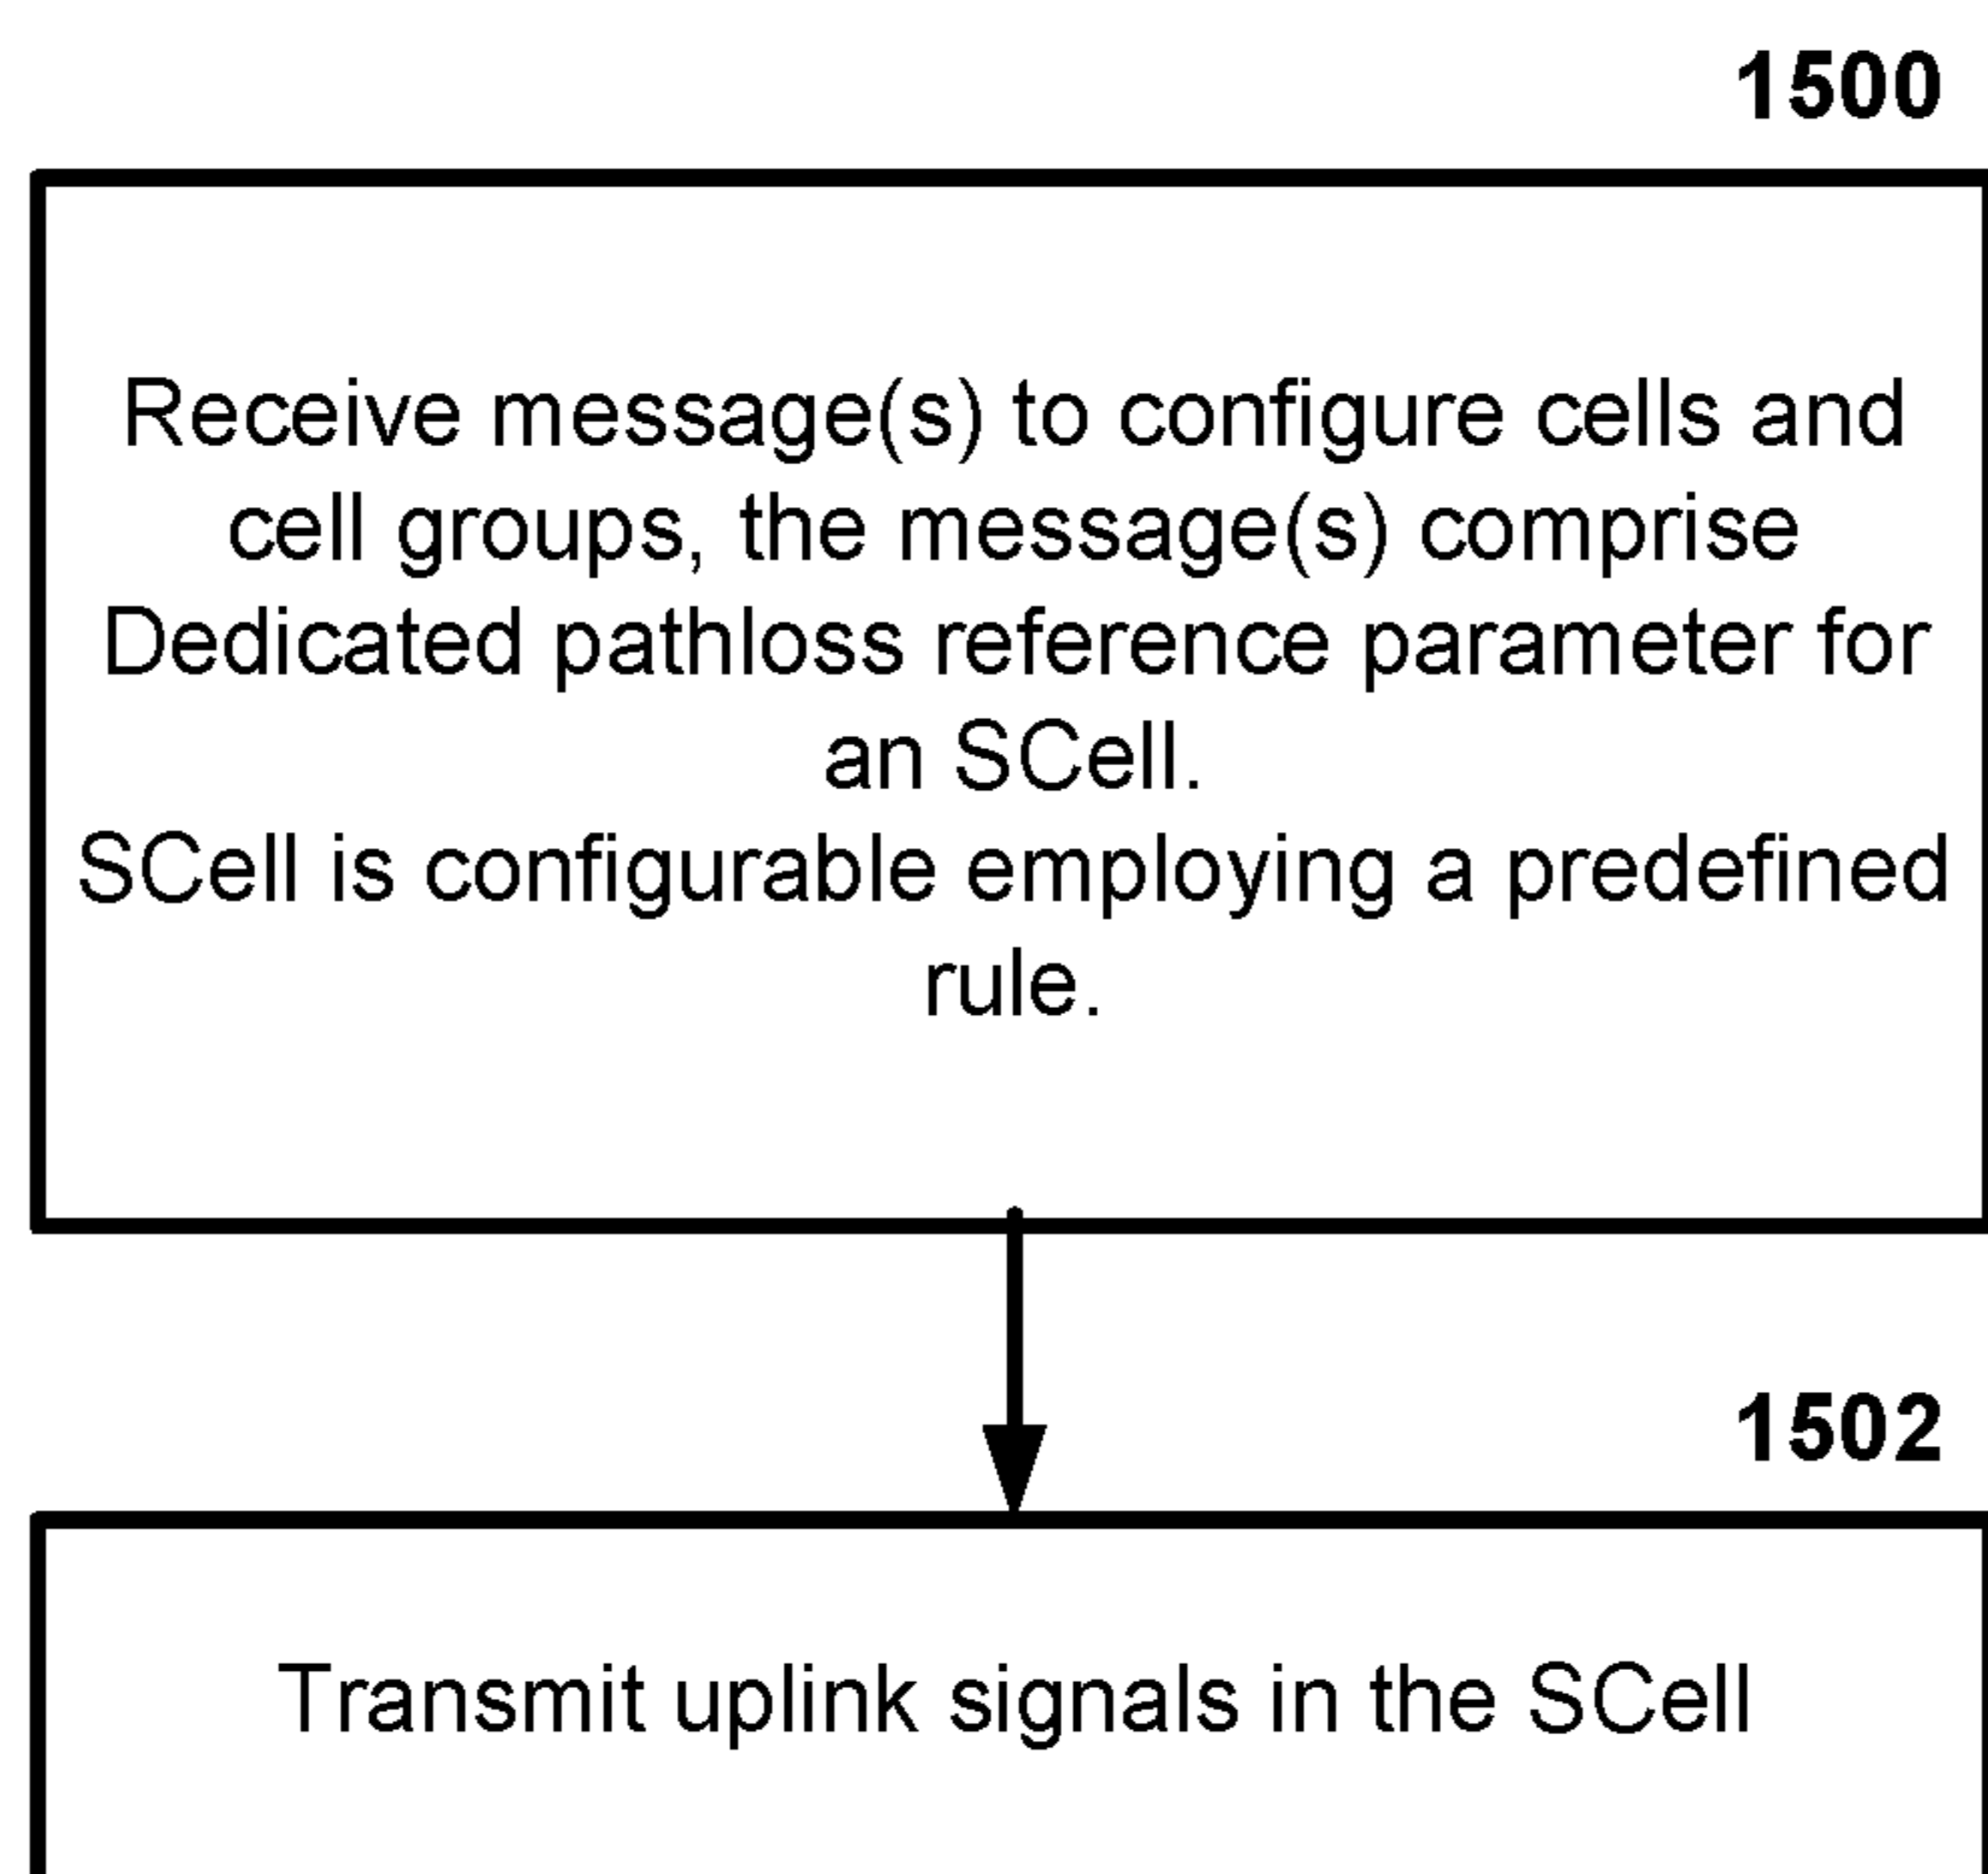 1500
Receive message(s) to configure cells and
cell groups, the message(s) comprise
Dedicated pathloss reference parameter for
an SCell.
SCell is configurable employing a predefined
rule.
1502
Transmit uplink signals in the SCell